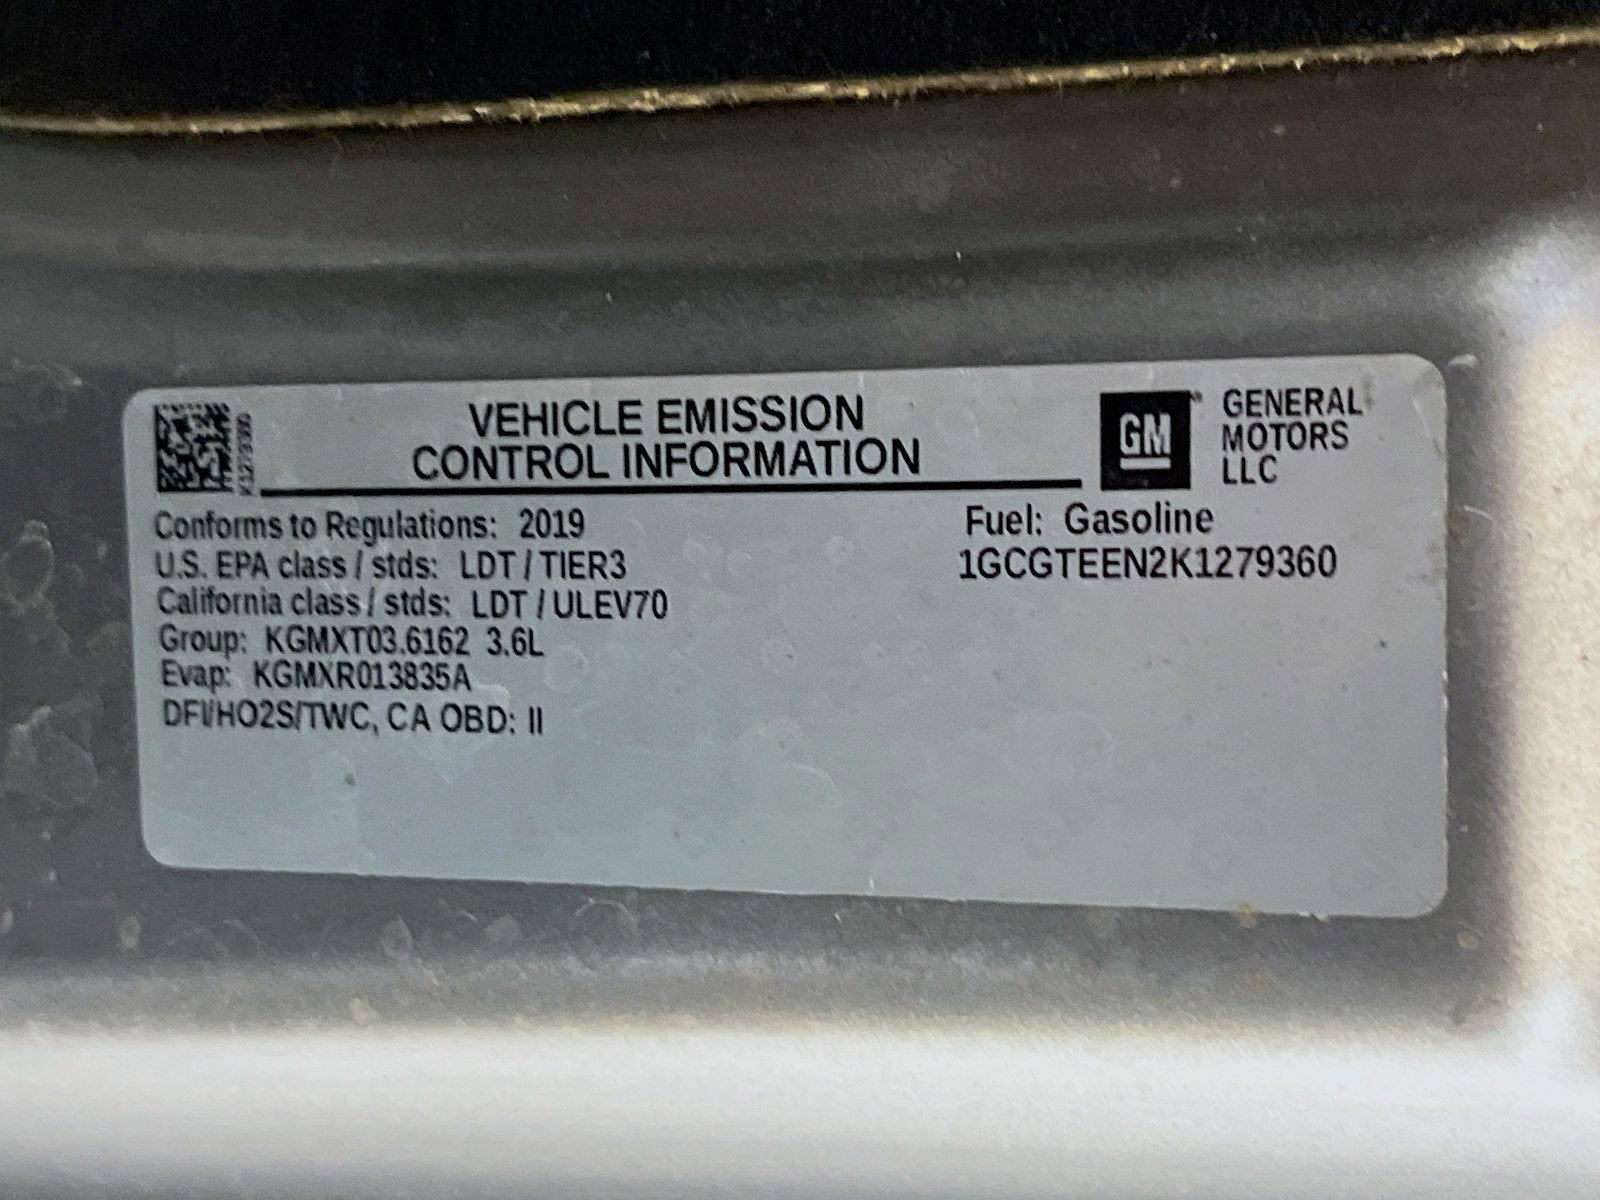 VEHICLE EMISSION
CONTROL INFORMATION
GM
GENERAL
MOTORS
LLC
K1279360
Conforms to Regulations: 2019
U.S. EPA class / stds: LDT / TIER3
California class / stds: LDT / ULEV70
Group: KGMXT03.6162 3.6L
Evap: KGMXR013835A
DFI/HO2S/TWC, CA OBD: II
Fuel: Gasoline
1GCGTEEN2K1279360